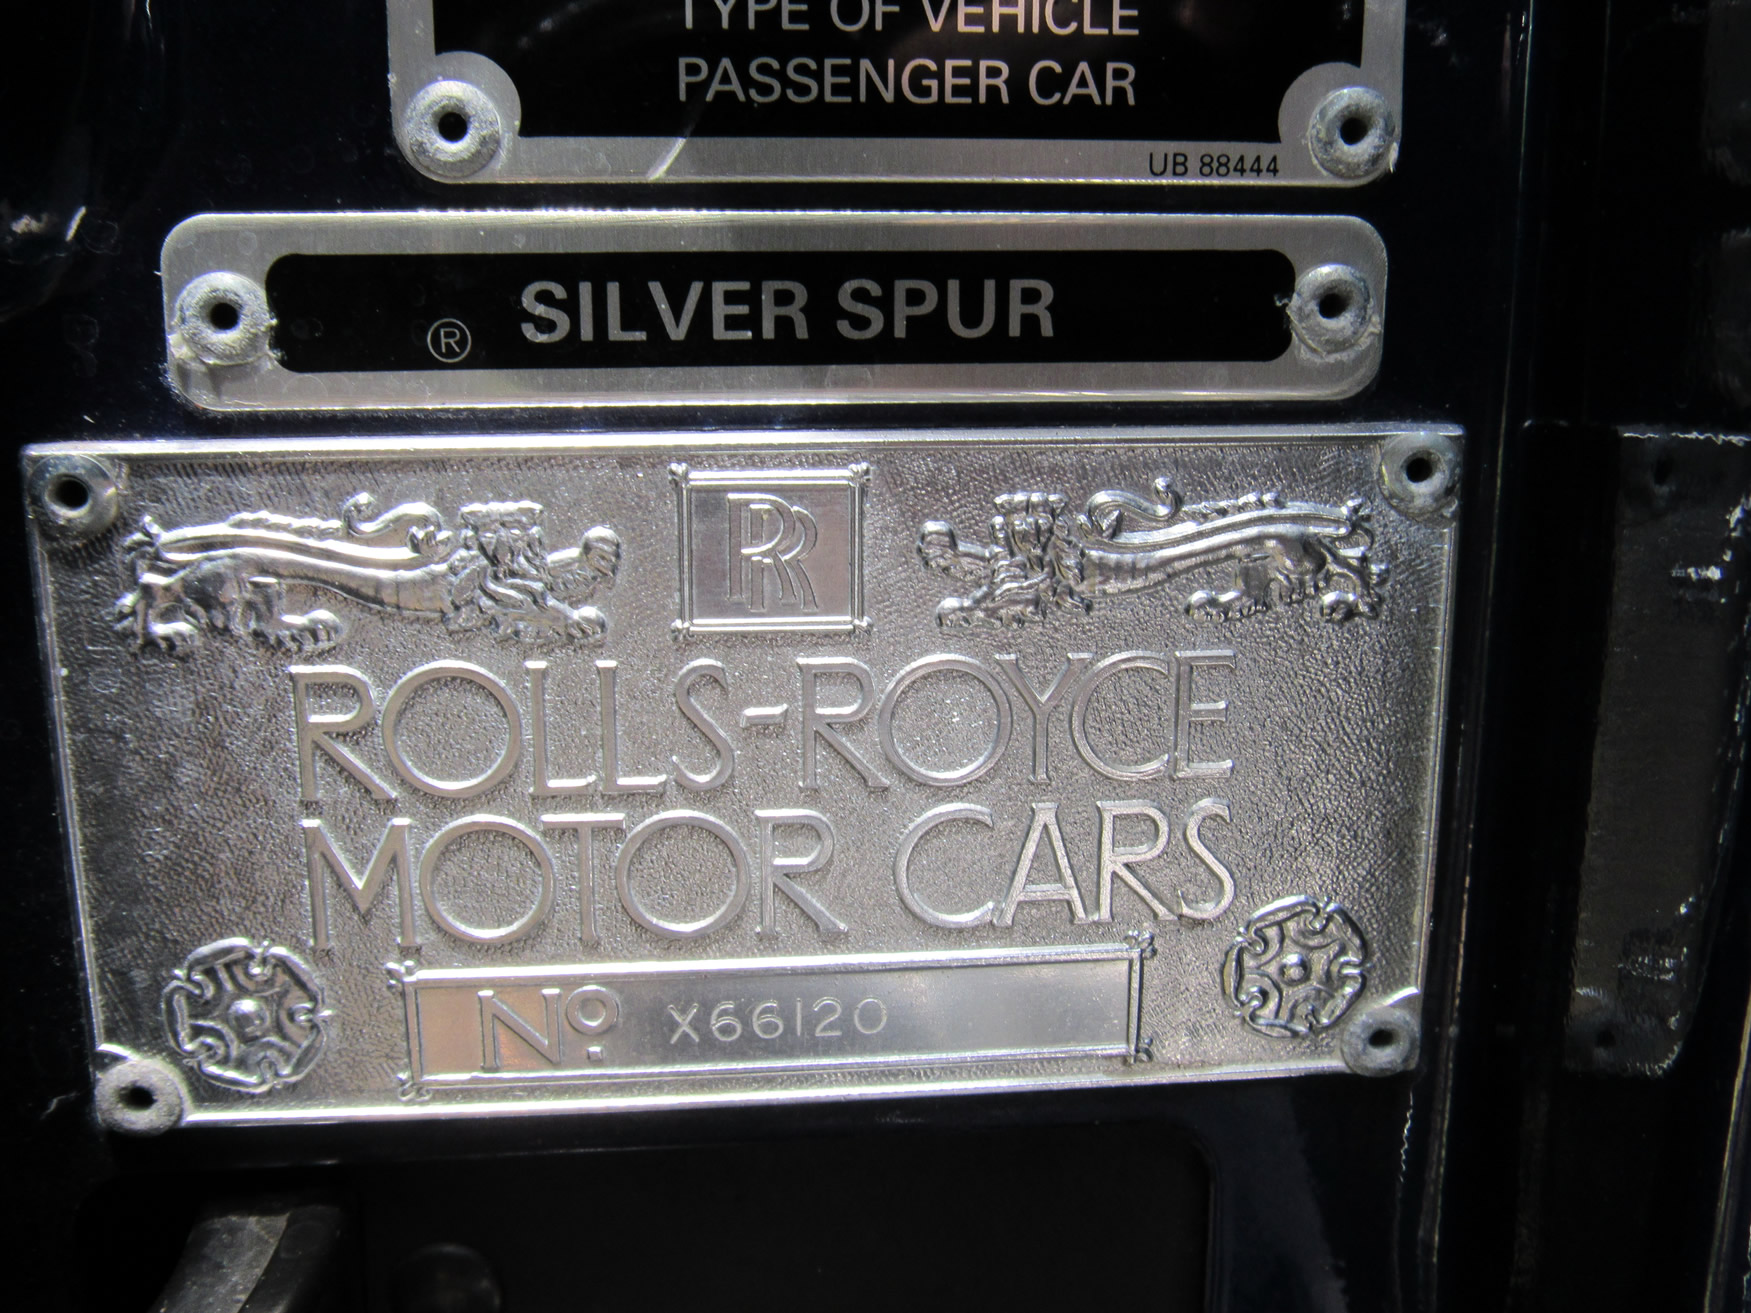 TYPE OF VEHICLE
PASSENGER CAR
UB 88444
® SILVER SPUR
RR
ROLLS-ROYCE
MOTOR CARS
Nº X66120